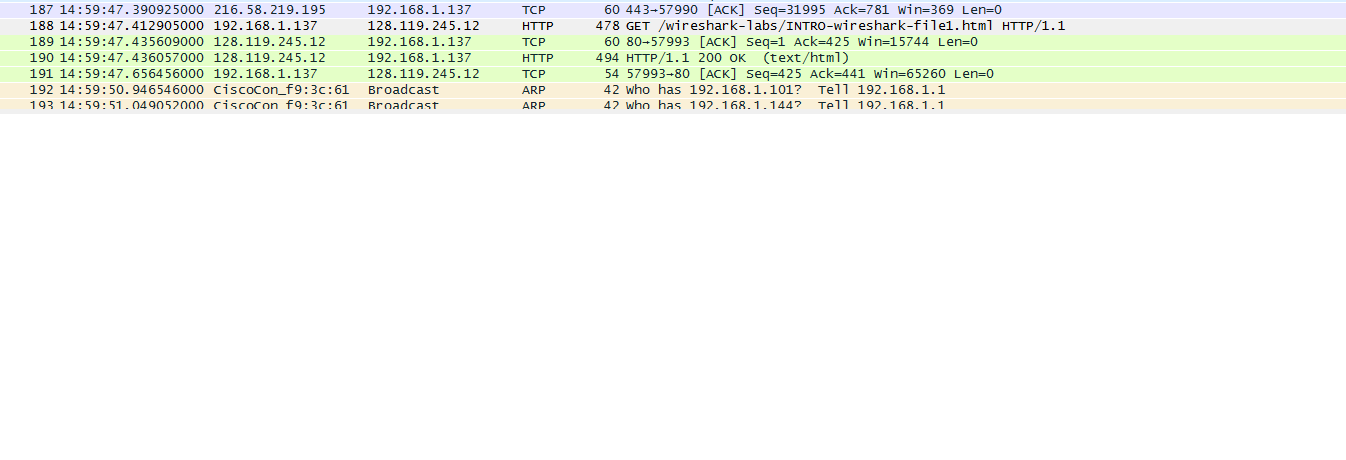 187 14:59:47.390925000 216.58.219.195 192.168.1.137 TCP 60 443→57990 [ACK] Seq=31995 Ack=781 Win=369 Len=0
188 14:59:47.412905000 192.168.1.137 128.119.245.12 HTTP 478 GET /wireshark-labs/INTRO-wireshark-file1.html HTTP/1.1
189 14:59:47.435609000 128.119.245.12 192.168.1.137 TCP 60 80→57993 [ACK] Seq=1 Ack=425 Win=15744 Len=0
190 14:59:47.436057000 128.119.245.12 192.168.1.137 HTTP 494 HTTP/1.1 200 OK (text/html)
191 14:59:47.656456000 192.168.1.137 128.119.245.12 TCP 54 57993→80 [ACK] Seq=425 Ack=441 Win=65260 Len=0
192 14:59:50.946546000 CiscoCon_f9:3c:61 Broadcast ARP 42 Who has 192.168.1.101? Tell 192.168.1.1
193 14:59:51.049052000 CiscoCon_f9:3c:61 Broadcast ARP 42 Who has 192.168.1.144? Tell 192.168.1.1